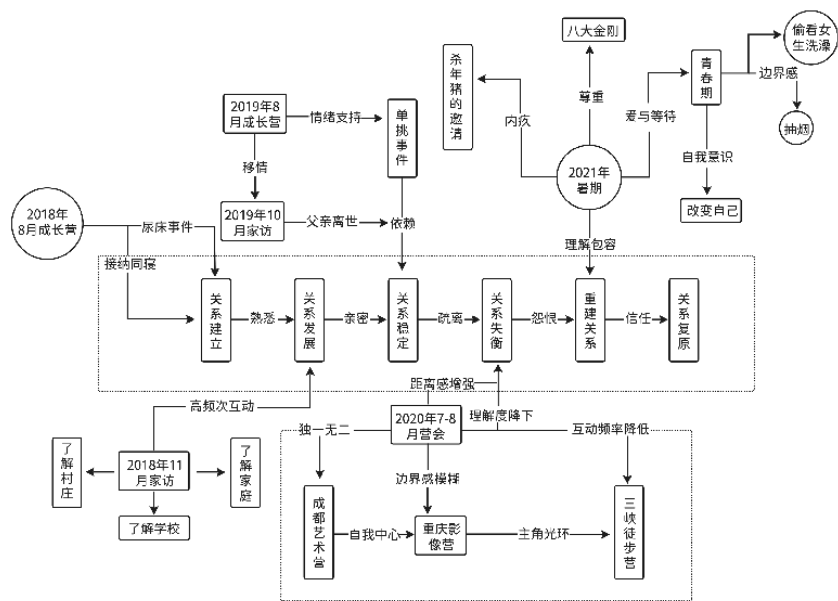 偷看女
生洗澡
八大金刚
青春期
边界感
杀年猪的邀请
尊重
2019年8
月成长营
情绪支持
单挑事件
内疚
爱与等待
抽烟
自我意识
移情
2021年
暑期
2018年
8月成长营
尿床事件
2019年10
月家访
父亲离世
依赖
改变自己
理解包容
接纳同寝
关系建立
熟悉
关系发展
亲密
关系稳定
疏离
关系失衡
怨恨
重建关系
信任
关系复原
距离感增强
高频次互动
2020年7-8
月营会
理解度降下
独一无二
互动频率降低
了解村庄
2018年11
月家访
了解家庭
边界感模糊
了解学校
成都艺术营
自我中心
重庆影
像营
主角光环
三峡徒步营